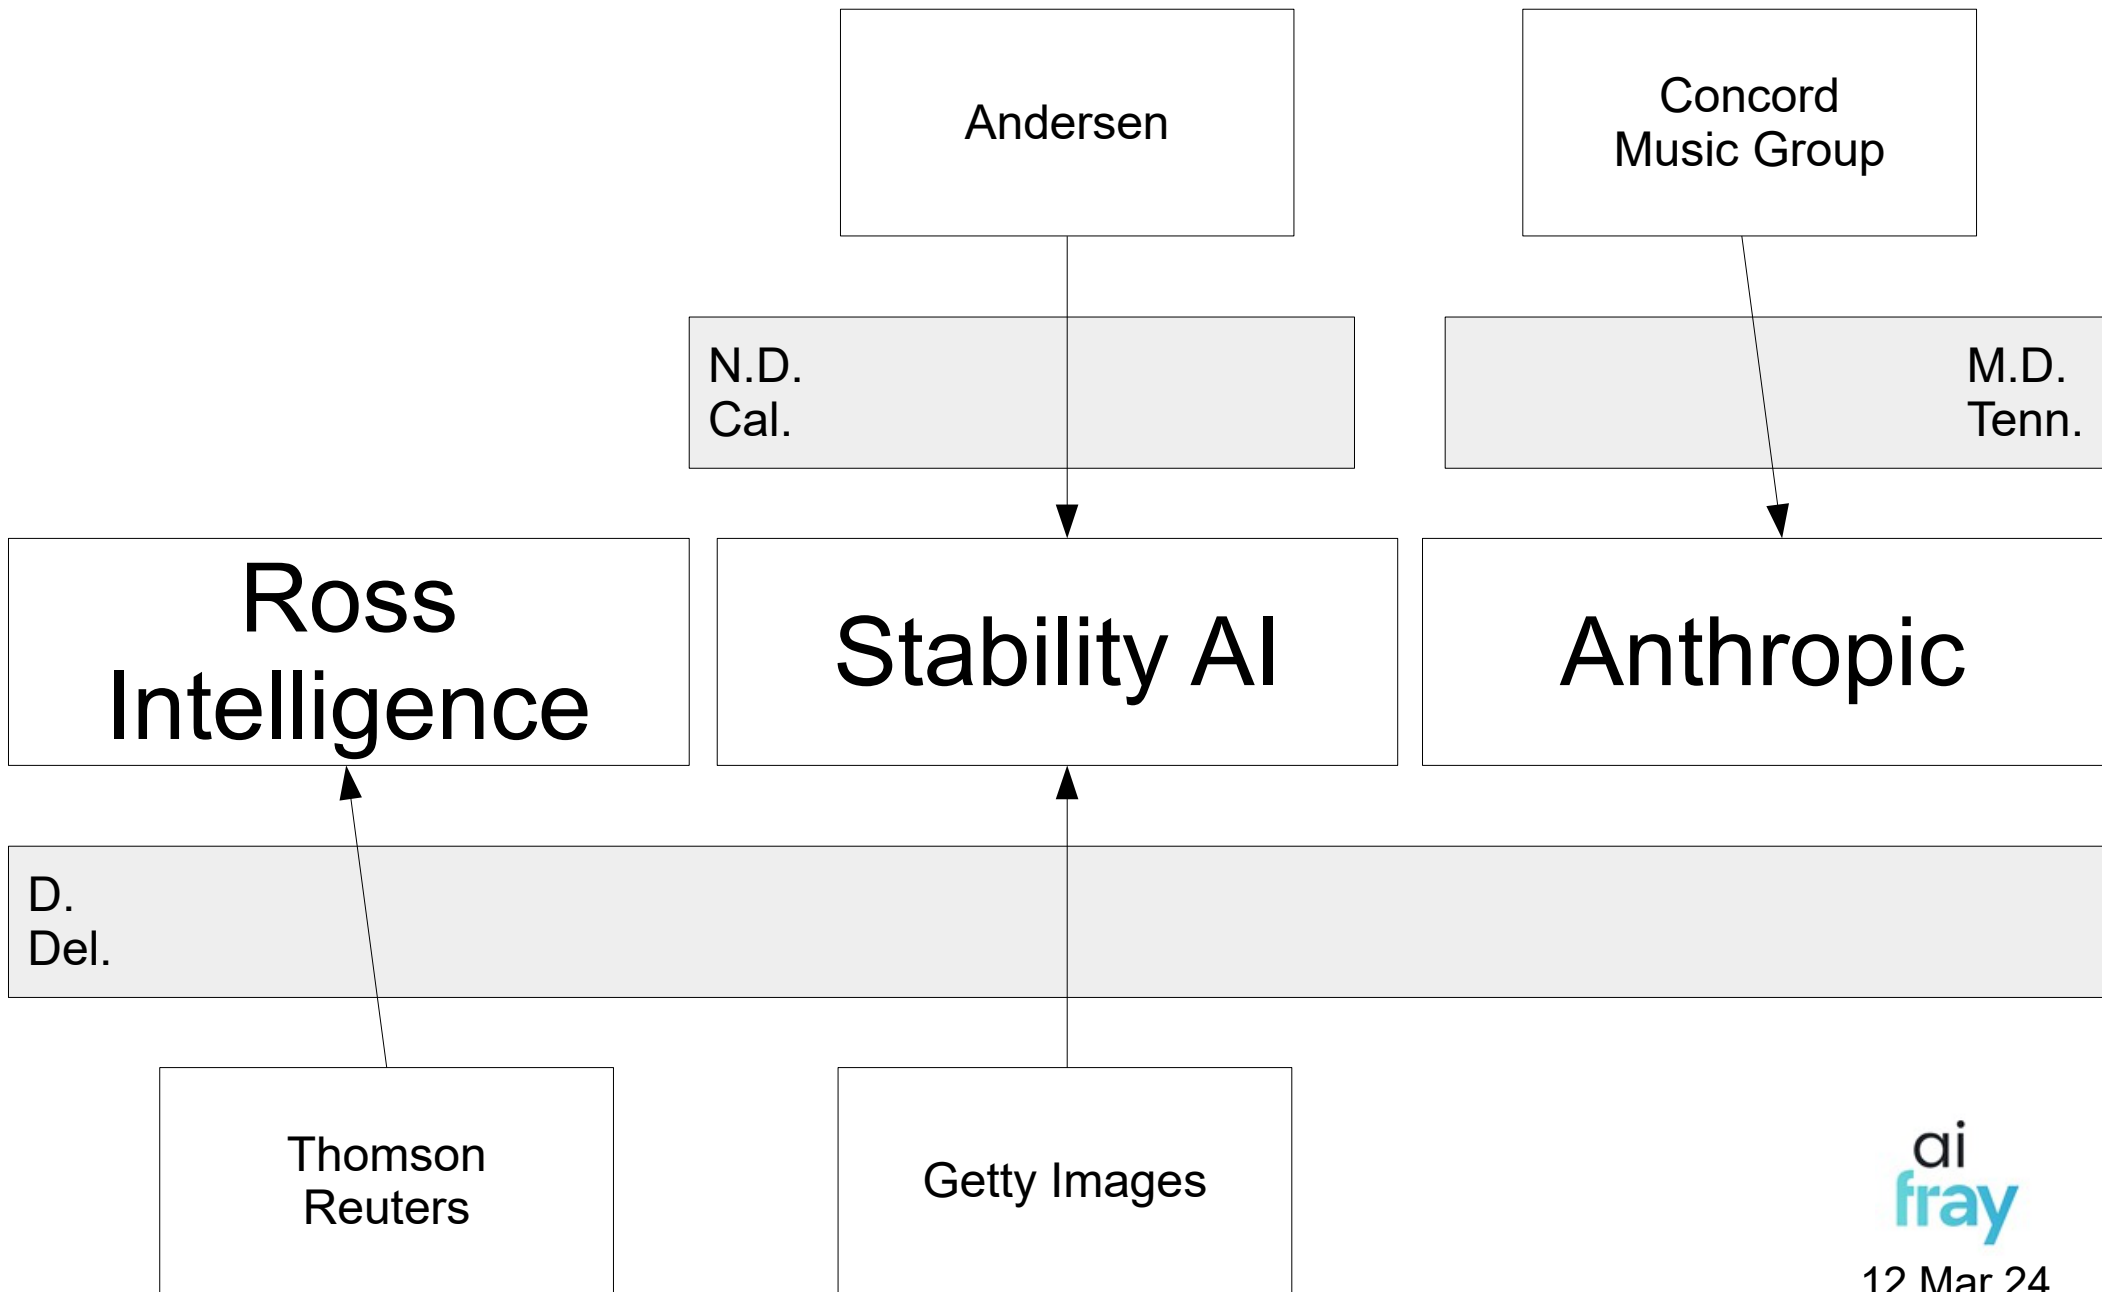 Andersen
Concord
Music Group
N.D.
Cal.
M.D.
Tenn.
Ross
Intelligence
Stability AI
Anthropic
D.
Del.
Thomson
Reuters
Getty Images
ai
fray
12 Mar 24